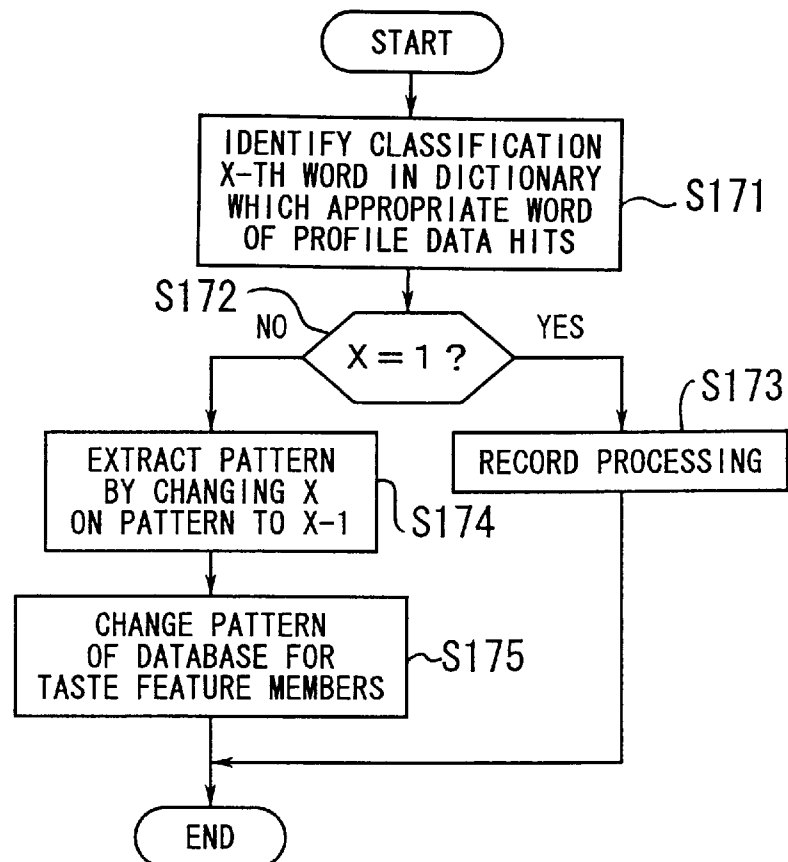 START
IDENTIFY CLASSIFICATION
X-TH WORD IN DICTIONARY
WHICH APPROPRIATE WORD
OF PROFILE DATA HITS
S171
S172
NO
YES
X=1?
S173
EXTRACT PATTERN
BY CHANGING X
ON PATTERN TO X-1
S174
RECORD PROCESSING
CHANGE PATTERN
OF DATABASE FOR
TASTE FEATURE MEMBERS
S175
END